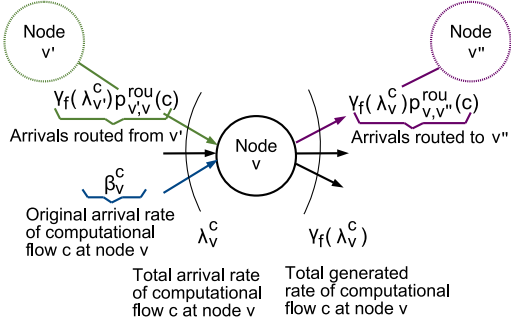 Node
v'
Node
v"
γf(λcv')prouv',v(c)
γf(λcv)prouv,v"(c)
Arrivals routed from v'
Arrivals routed to v"
Node
v
βcv
Original arrival rate
of computational
flow c at node v
λcv
γf(λcv)
Total arrival rate
of computational
flow c at node v
Total generated
rate of computational
flow c at node v